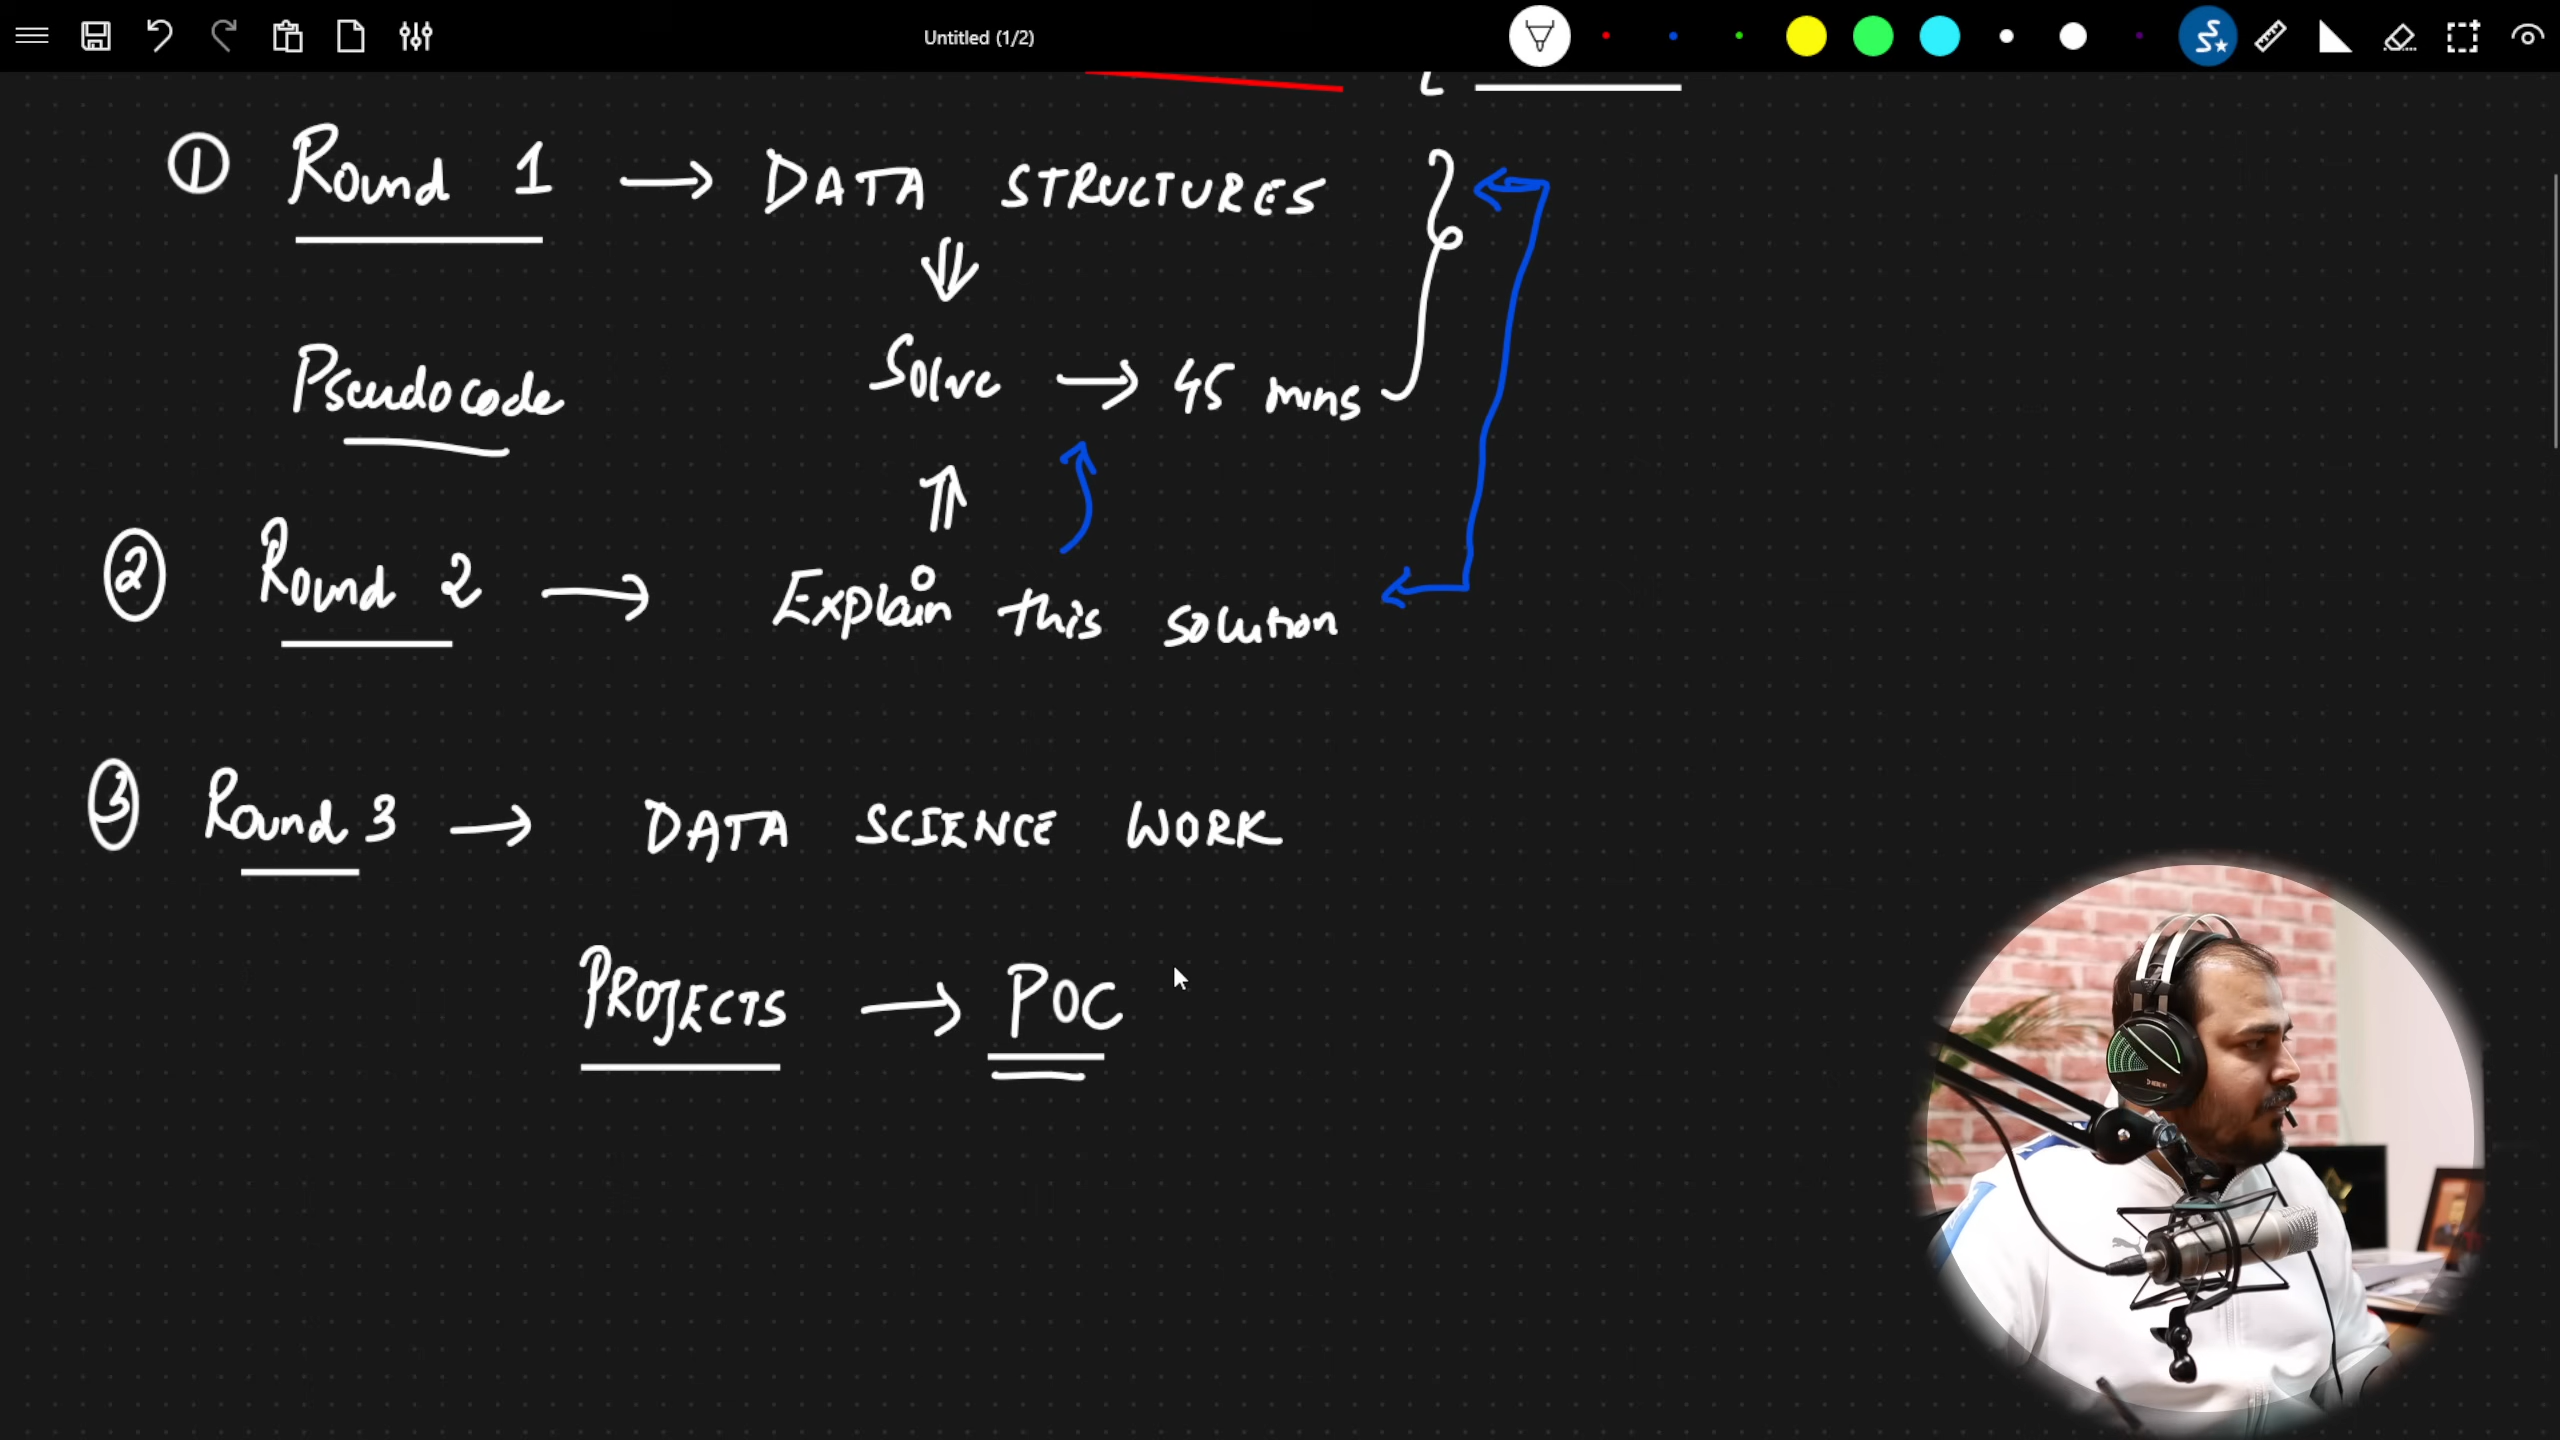 Untitled (1/2)
① Round 1 → DATA STRUCTURES
Pseudocode
Solve → 45 mins
② Round 2 → Explain this solution
③ Round 3 → DATA SCIENCE WORK
PROJECTS → POC